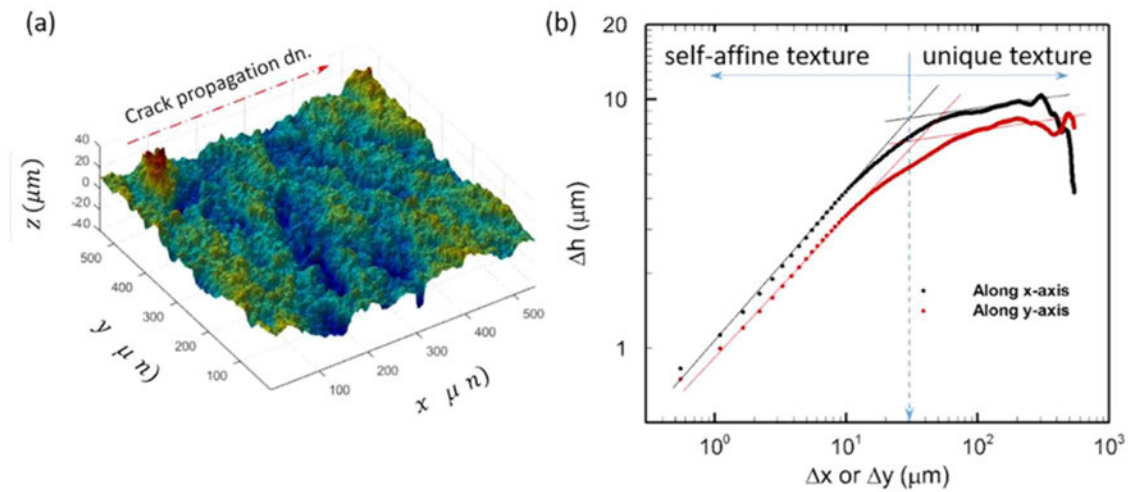 (a)
Crack propagation dn.
z (μm)
40
20
0
-20
-40
500
400
300
200
100
y μ n)
100
200
300
400
500
x μ n)
(b)
20
10
1
Δh (μm)
self-affine texture
unique texture
Along x-axis
Along y-axis
10⁰
10¹
10²
10³
Δx or Δy (μm)